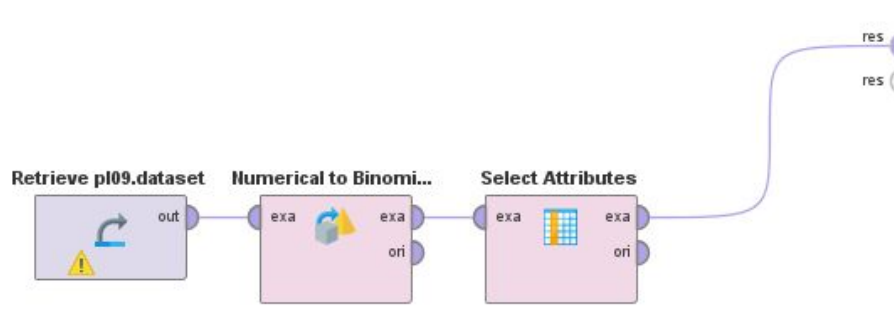 res
res
Retrieve pl09.dataset
Numerical to Binomi...
Select Attributes
out
exa
exa
ori
exa
exa
ori